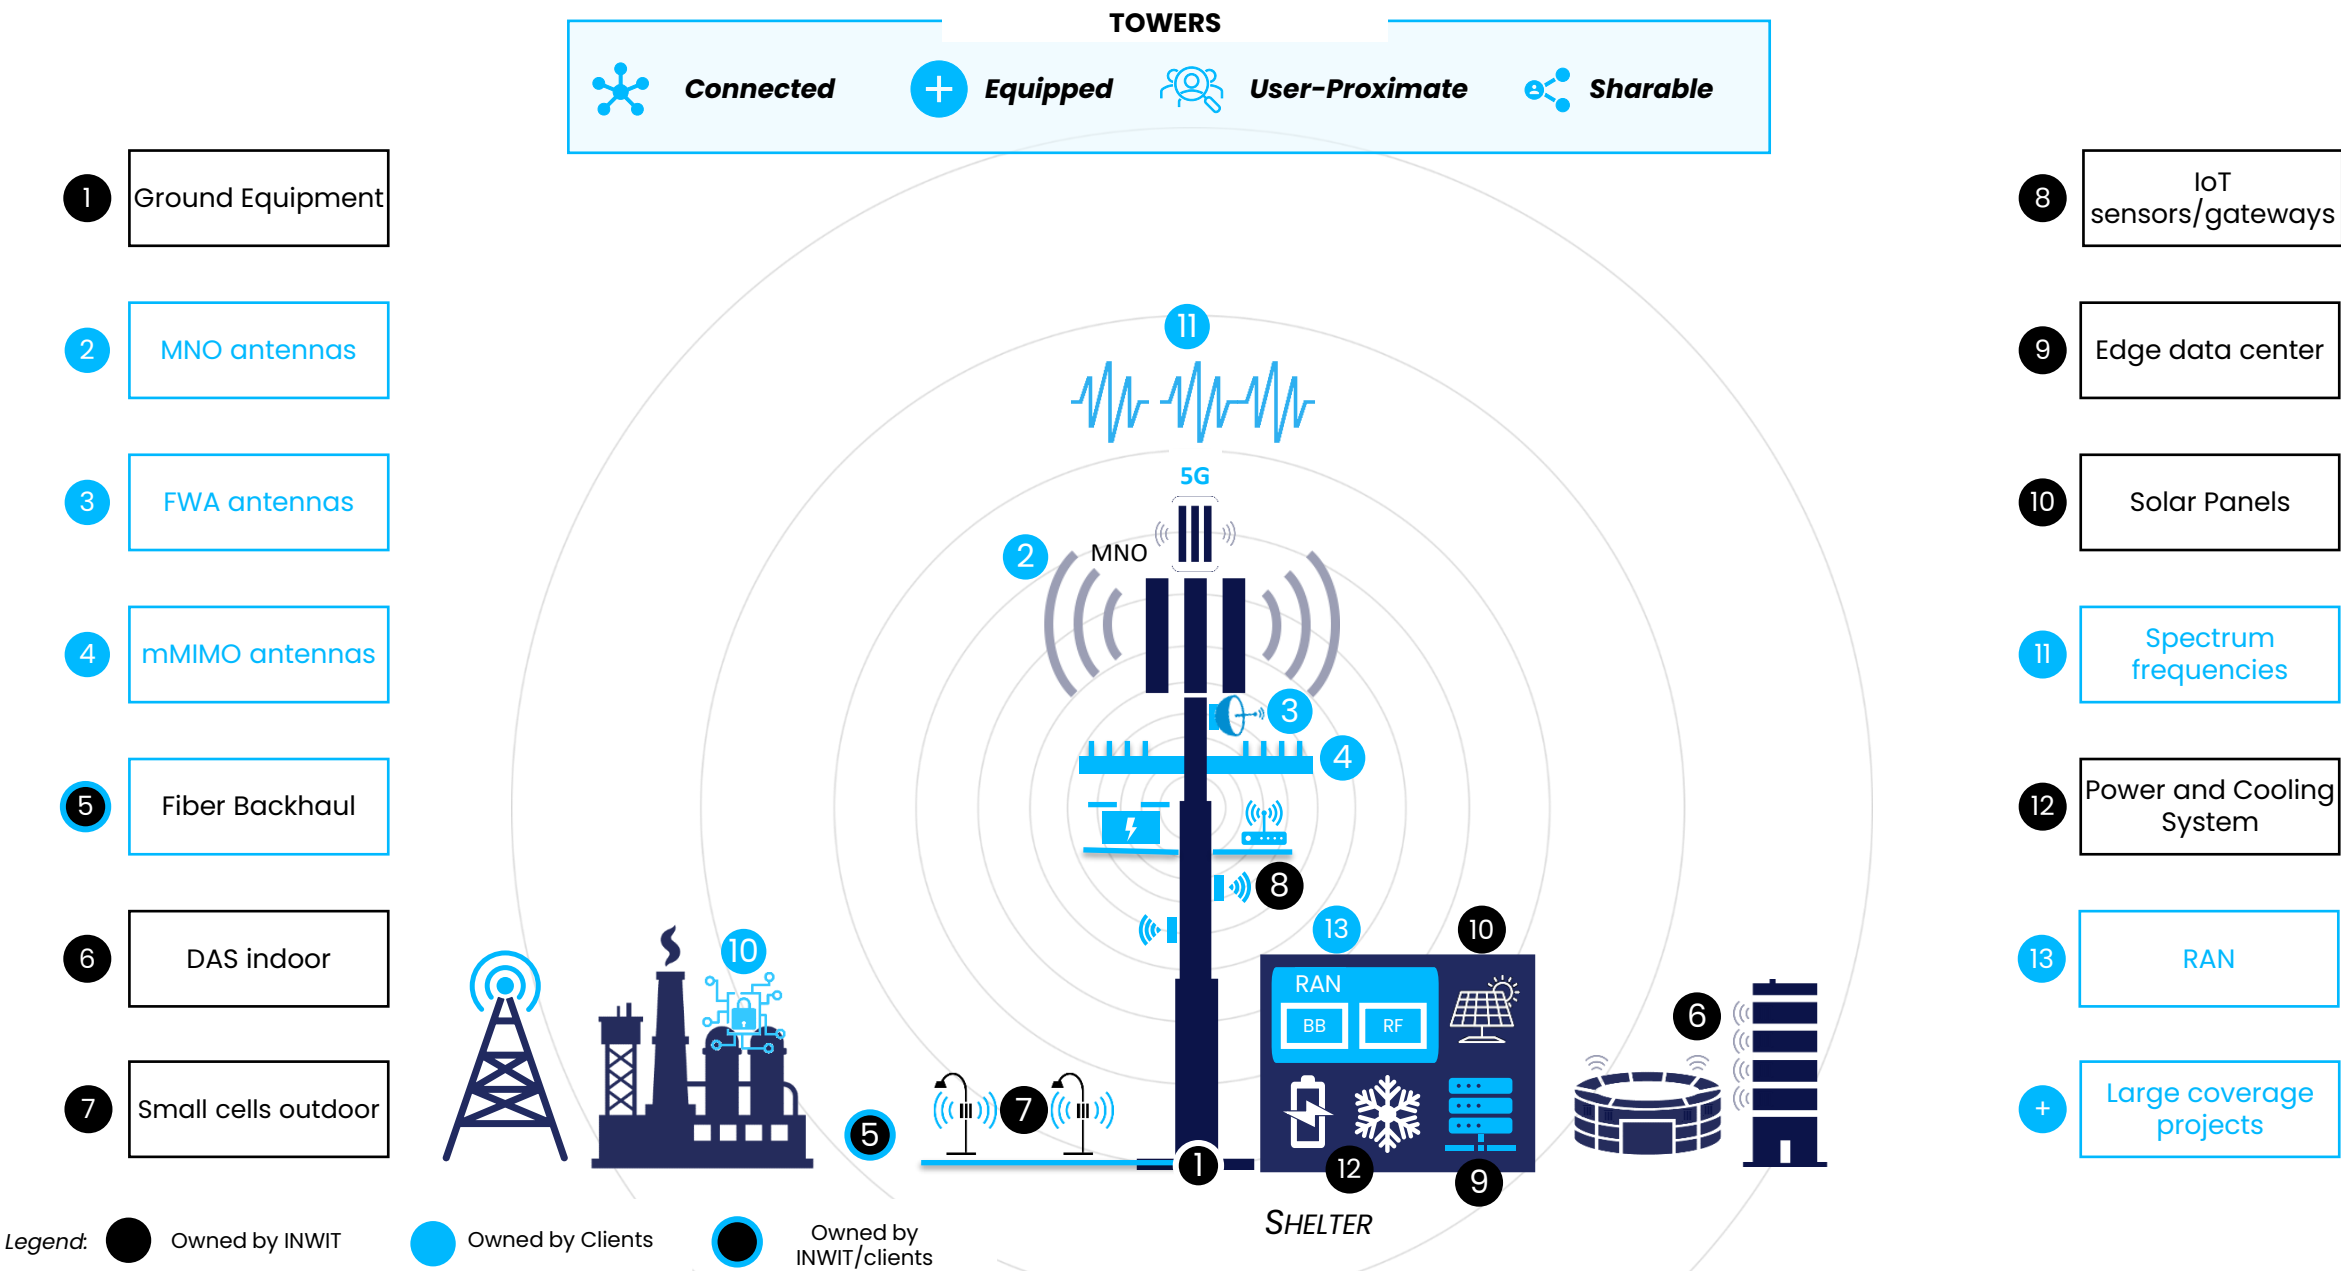 TOWERS
Connected
Equipped
User-Proximate
Sharable
1
Ground Equipment
2
MNO antennas
3
FWA antennas
4
mMIMO antennas
5
Fiber Backhaul
6
DAS indoor
7
Small cells outdoor
11
5G
2
MNO
3
4
8
13
10
10
RAN
BB
RF
6
5
7
1
12
9
SHELTER
8
IoT
sensors/gateways
9
Edge data center
10
Solar Panels
11
Spectrum
frequencies
12
Power and Cooling
System
13
RAN
+
Large coverage
projects
Legend:
Owned by INWIT
Owned by Clients
Owned by
INWIT/clients